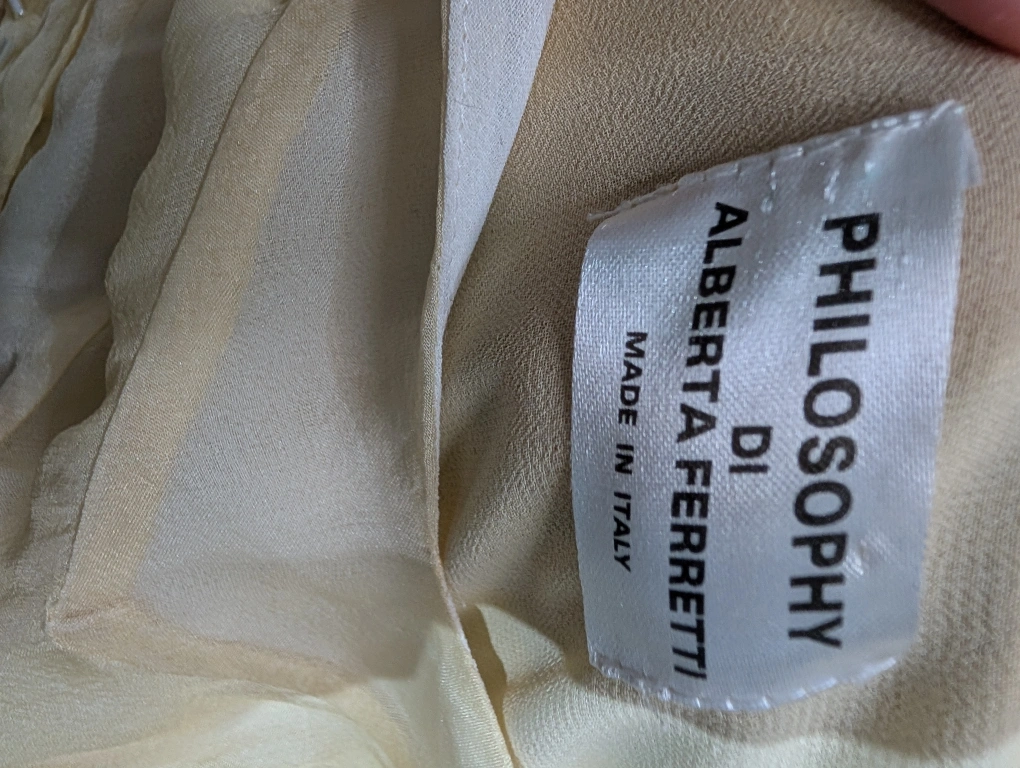 PHILOSOPHY
DI
ALBERTA FERRETTI
MADE IN ITALY